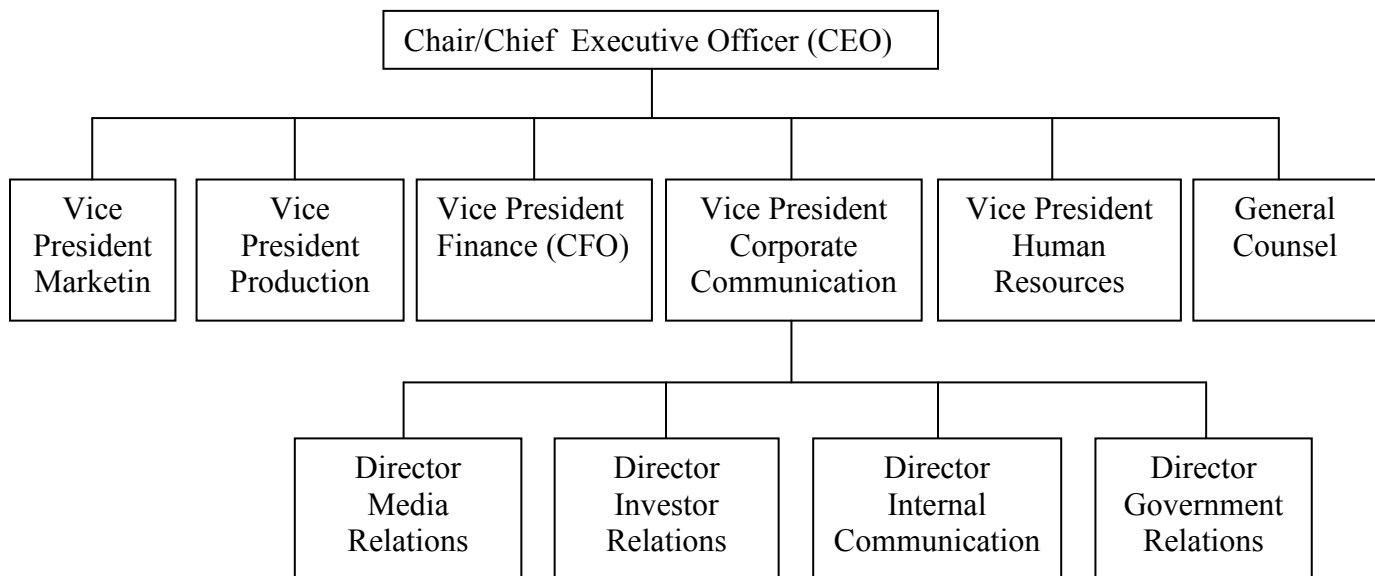 Chair/Chief Executive Officer (CEO)
Vice
President
Marketin
Vice
President
Production
Vice President
Finance (CFO)
Vice President
Corporate
Communication
Vice President
Human
Resources
General
Counsel
Director
Media
Relations
Director
Investor
Relations
Director
Internal
Communication
Director
Government
Relations